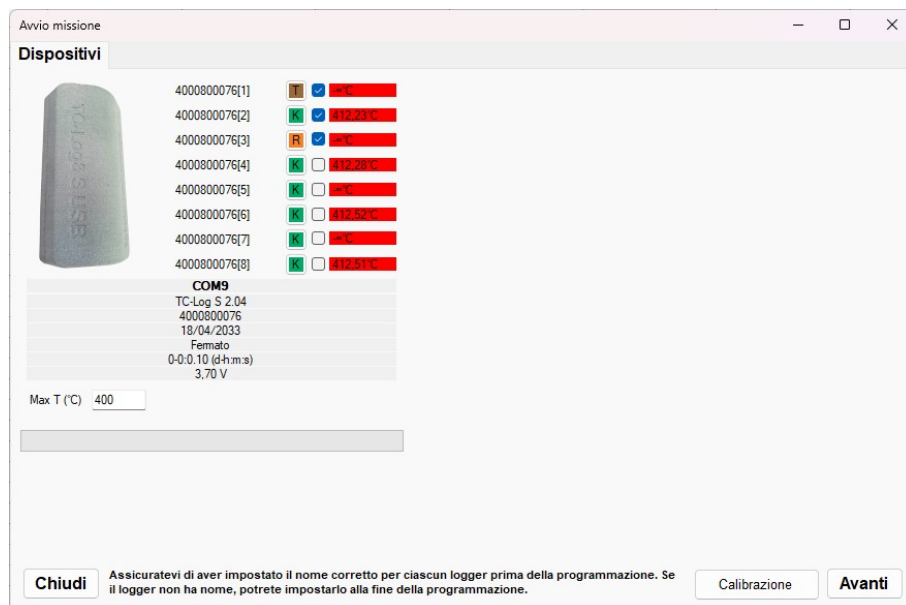 Avvio missione
Dispositivi
TC-Log8 S USB
4000800076[1] T -∞°C
4000800076[2] K 412,23°C
4000800076[3] R -∞°C
4000800076[4] K 412,28°C
4000800076[5] K -∞°C
4000800076[6] K 412,52°C
4000800076[7] K -∞°C
4000800076[8] K 412,51°C
COM9
TC-Log S 2.04
4000800076
18/04/2033
Fermato
0-0:0.10 (d-h:m:s)
3,70 V
Max T (°C) 400
Chiudi
Assicuratevi di aver impostato il nome corretto per ciascun logger prima della programmazione. Se
il logger non ha nome, potrete impostarlo alla fine della programmazione.
Calibrazione
Avanti